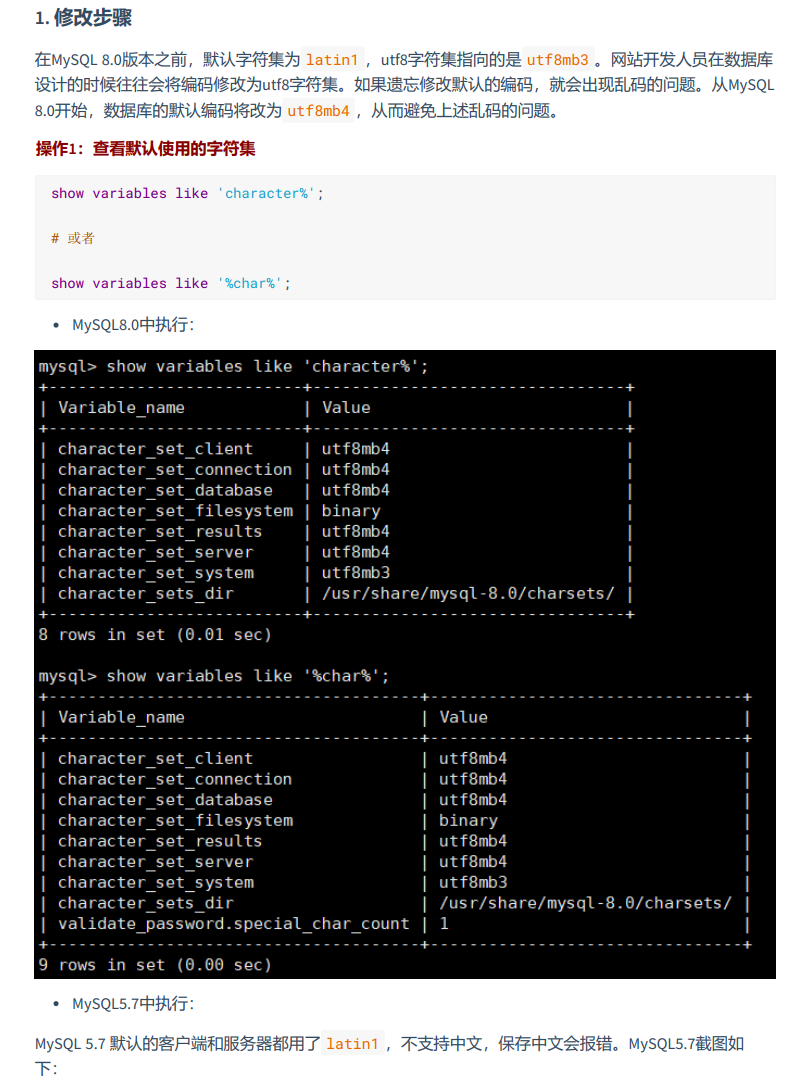 1. 修改步骤
在MySQL 8.0版本之前，默认字符集为 latin1 ，utf8字符集指向的是 utf8mb3 。网站开发人员在数据库
设计的时候往往会将编码修改为utf8字符集。如果遗忘修改默认的编码，就会出现乱码的问题。从MySQL
8.0开始，数据库的默认编码将改为 utf8mb4 ，从而避免上述乱码的问题。
操作1：查看默认使用的字符集
show variables like 'character%';
# 或者
show variables like '%char%';
• MySQL8.0中执行：
mysql> show variables like 'character%';
+--------------------------+--------------------------------+
| Variable_name            | Value                          |
+--------------------------+--------------------------------+
| character_set_client     | utf8mb4                        |
| character_set_connection | utf8mb4                        |
| character_set_database   | utf8mb4                        |
| character_set_filesystem | binary                         |
| character_set_results    | utf8mb4                        |
| character_set_server     | utf8mb4                        |
| character_set_system     | utf8mb3                        |
| character_sets_dir       | /usr/share/mysql-8.0/charsets/ |
+--------------------------+--------------------------------+
8 rows in set (0.01 sec)
mysql> show variables like '%char%';
+--------------------------------------+--------------------------------+
| Variable_name                        | Value                          |
+--------------------------------------+--------------------------------+
| character_set_client                 | utf8mb4                        |
| character_set_connection             | utf8mb4                        |
| character_set_database               | utf8mb4                        |
| character_set_filesystem             | binary                         |
| character_set_results                | utf8mb4                        |
| character_set_server                 | utf8mb4                        |
| character_set_system                 | utf8mb3                        |
| character_sets_dir                   | /usr/share/mysql-8.0/charsets/ |
| validate_password.special_char_count | 1                              |
+--------------------------------------+--------------------------------+
9 rows in set (0.00 sec)
• MySQL5.7中执行：
MySQL 5.7 默认的客户端和服务器都用了 latin1 ，不支持中文，保存中文会报错。MySQL5.7截图如
下：